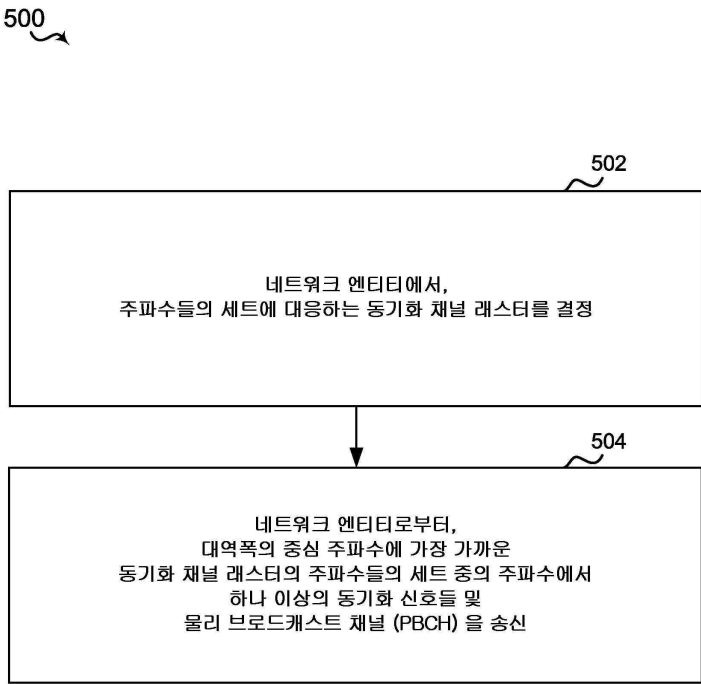 500
502
네트워크 엔티티에서,
주파수들의 세트에 대응하는 동기화 채널 래스터를 결정
504
네트워크 엔티티로부터,
대역폭의 중심 주파수에 가장 가까운
동기화 채널 래스터의 주파수들의 세트 중의 주파수에서
하나 이상의 동기화 신호들 및
물리 브로드캐스트 채널 (PBCH) 을 송신